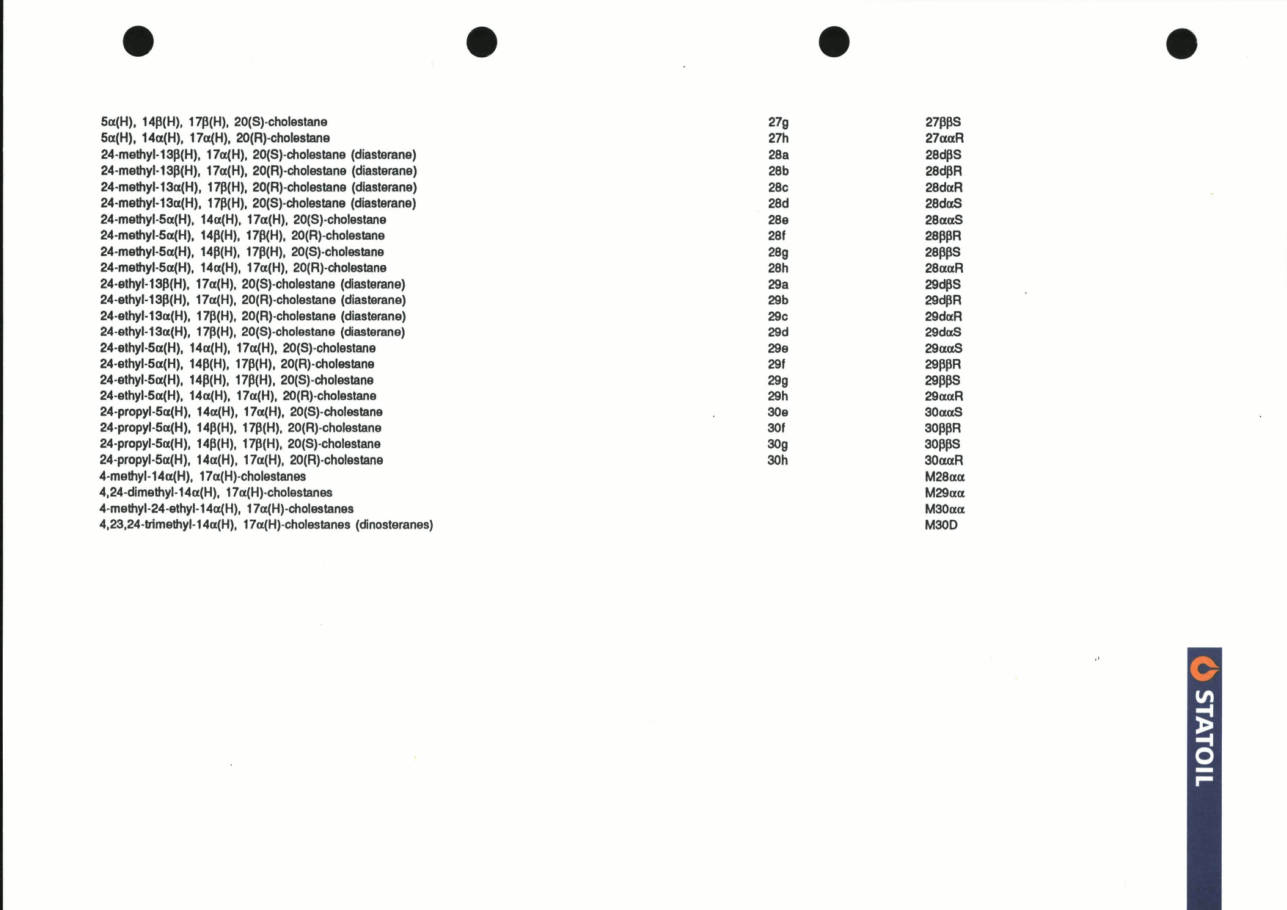 5α(H), 14β(H), 17β(H), 20(S)-cholestane 27g 27ββS
5α(H), 14α(H), 17α(H), 20(R)-cholestane 27h 27ααR
24-methyl-13β(H), 17α(H), 20(S)-cholestane (diasterane) 28a 28dβS
24-methyl-13β(H), 17α(H), 20(R)-cholestane (diasterane) 28b 28dβR
24-methyl-13α(H), 17β(H), 20(R)-cholestane (diasterane) 28c 28dαR
24-methyl-13α(H), 17β(H), 20(S)-cholestane (diasterane) 28d 28dαS
24-methyl-5α(H), 14α(H), 17α(H), 20(S)-cholestane 28e 28ααS
24-methyl-5α(H), 14β(H), 17β(H), 20(R)-cholestane 28f 28ββR
24-methyl-5α(H), 14β(H), 17β(H), 20(S)-cholestane 28g 28ββS
24-methyl-5α(H), 14α(H), 17α(H), 20(R)-cholestane 28h 28ααR
24-ethyl-13β(H), 17α(H), 20(S)-cholestane (diasterane) 29a 29dβS
24-ethyl-13β(H), 17α(H), 20(R)-cholestane (diasterane) 29b 29dβR
24-ethyl-13α(H), 17β(H), 20(R)-cholestane (diasterane) 29c 29dαR
24-ethyl-13α(H), 17β(H), 20(S)-cholestane (diasterane) 29d 29dαS
24-ethyl-5α(H), 14α(H), 17α(H), 20(S)-cholestane 29e 29ααS
24-ethyl-5α(H), 14β(H), 17β(H), 20(R)-cholestane 29f 29ββR
24-ethyl-5α(H), 14β(H), 17β(H), 20(S)-cholestane 29g 29ββS
24-ethyl-5α(H), 14α(H), 17α(H), 20(R)-cholestane 29h 29ααR
24-propyl-5α(H), 14α(H), 17α(H), 20(S)-cholestane 30e 30ααS
24-propyl-5α(H), 14β(H), 17β(H), 20(R)-cholestane 30f 30ββR
24-propyl-5α(H), 14β(H), 17β(H), 20(S)-cholestane 30g 30ββS
24-propyl-5α(H), 14α(H), 17α(H), 20(R)-cholestane 30h 30ααR
4-methyl-14α(H), 17α(H)-cholestanes M28αα
4,24-dimethyl-14α(H), 17α(H)-cholestanes M29αα
4-methyl-24-ethyl-14α(H), 17α(H)-cholestanes M30αα
4,23,24-trimethyl-14α(H), 17α(H)-cholestanes (dinosteranes) M30D
STATOIL